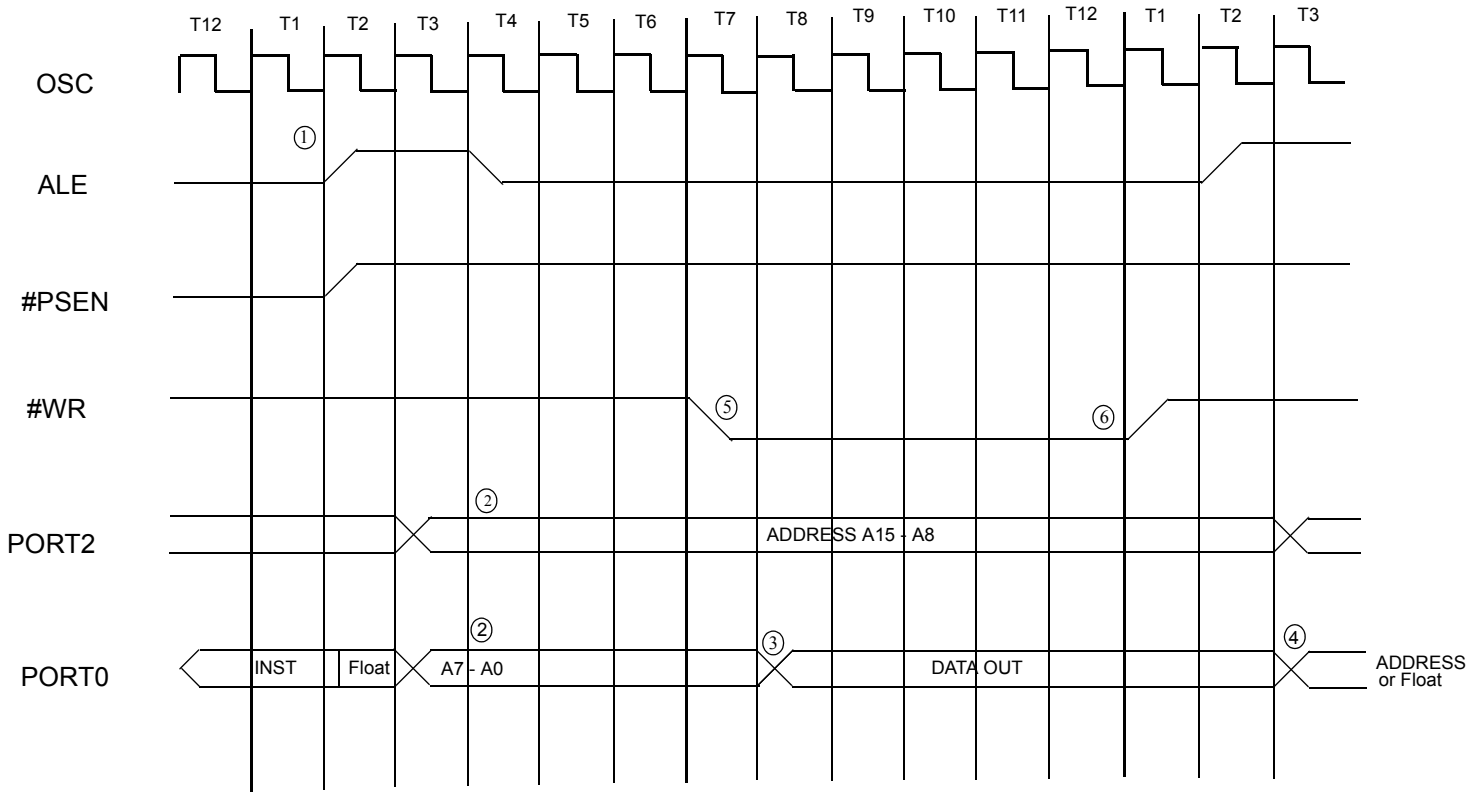 T12 T1 T2 T3 T4 T5 T6 T7 T8 T9 T10 T11 T12 T1 T2 T3
OSC
①
ALE
#PSEN
#WR
⑤
⑥
②
PORT2
ADDRESS A15 - A8
②
③
④
PORT0
INST
Float
A7 - A0
DATA OUT
ADDRESS
or Float